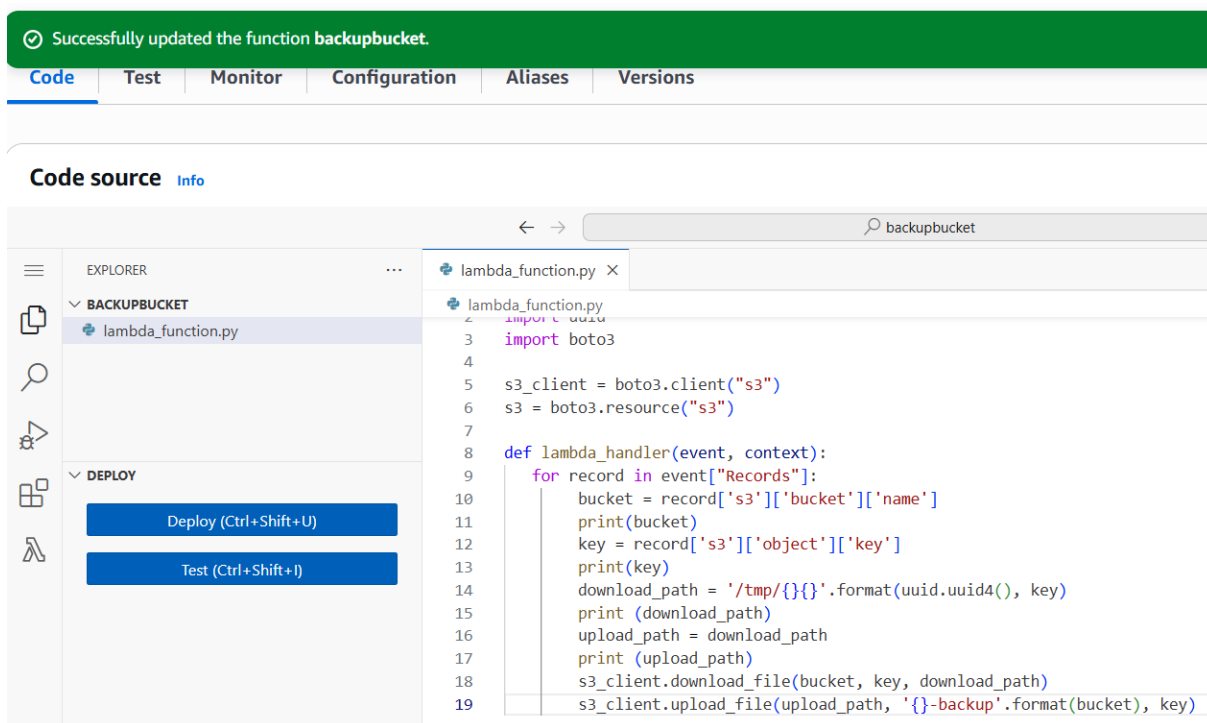 Successfully updated the function backupbucket.
Code Test Monitor Configuration Aliases Versions
Code source Info
backupbucket
EXPLORER ...
lambda_function.py
BACKUPBUCKET
lambda_function.py
lambda_function.py
2 import uuid
3 import boto3
4
5 s3_client = boto3.client("s3")
6 s3 = boto3.resource("s3")
7
8 def lambda_handler(event, context):
9 for record in event["Records"]:
10 bucket = record['s3']['bucket']['name']
11 print(bucket)
12 key = record['s3']['object']['key']
13 print(key)
14 download_path = '/tmp/{}{}'.format(uuid.uuid4(), key)
15 print (download_path)
16 upload_path = download_path
17 print (upload_path)
18 s3_client.download_file(bucket, key, download_path)
19 s3_client.upload_file(upload_path, '{}-backup'.format(bucket), key)
DEPLOY
Deploy (Ctrl+Shift+U)
Test (Ctrl+Shift+I)